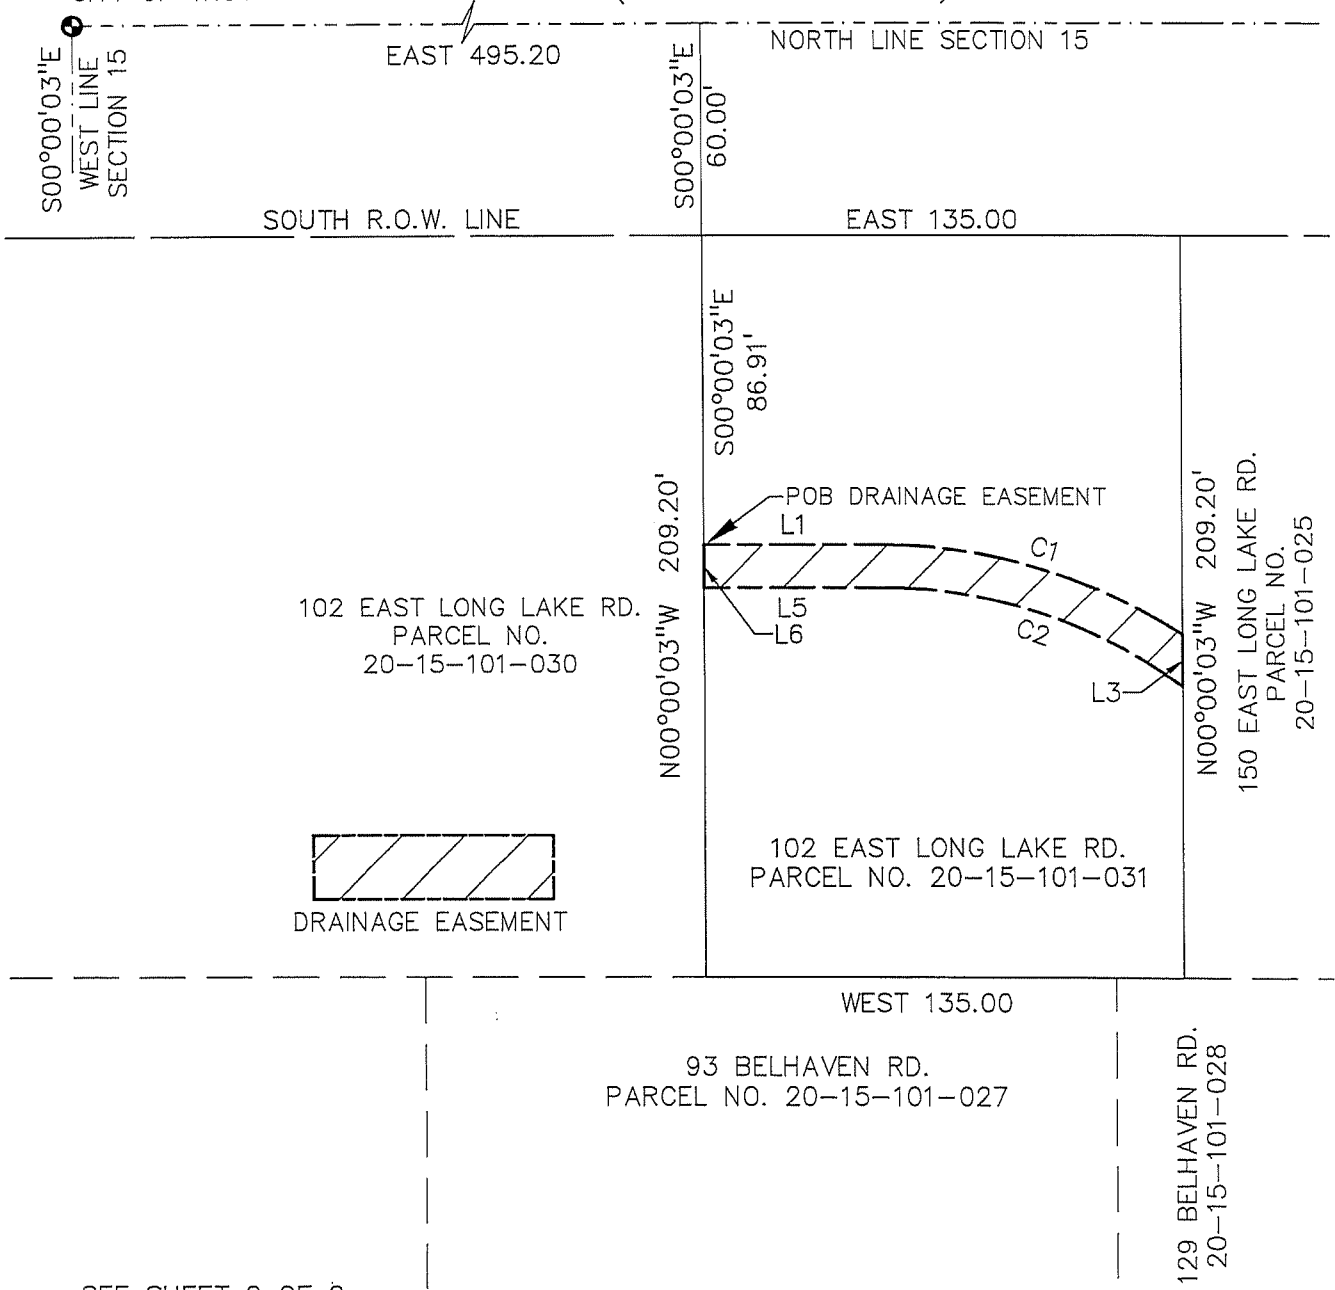 EAST 495.20
NORTH LINE SECTION 15
S00°00'03"E
WEST LINE
SECTION 15
S00°00'03"E
60.00'
SOUTH R.O.W. LINE
EAST 135.00
S00°00'03"E
86.91'
POB DRAINAGE EASEMENT
L1
C1
L5
L6
C2
L3
N00°00'03"W 209.20'
N00°00'03"W 209.20'
150 EAST LONG LAKE RD.
PARCEL NO.
20-15-101-025
102 EAST LONG LAKE RD.
PARCEL NO.
20-15-101-030
102 EAST LONG LAKE RD.
PARCEL NO. 20-15-101-031
DRAINAGE EASEMENT
WEST 135.00
93 BELHAVEN RD.
PARCEL NO. 20-15-101-027
129 BELHAVEN RD.
20-15-101-028